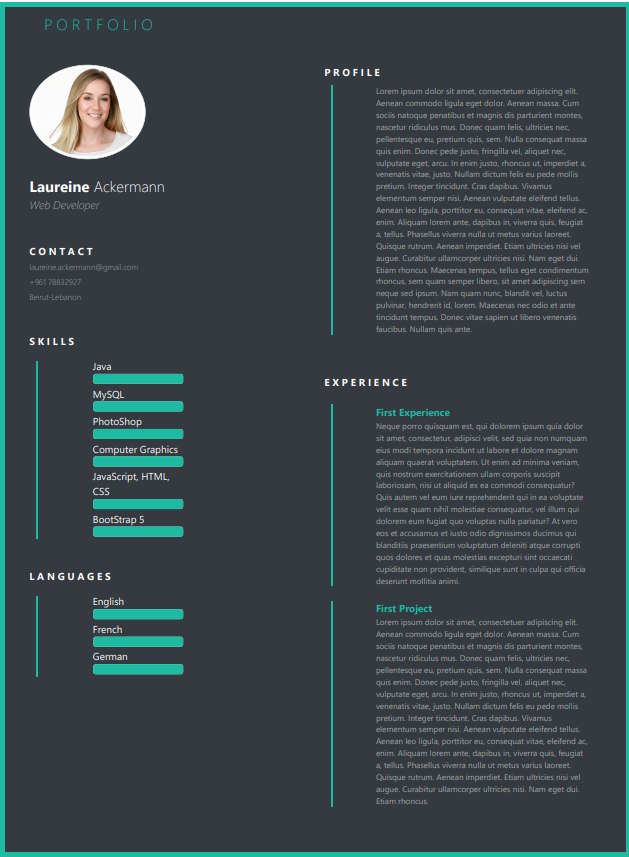 PORTFOLIO
Laureine Ackermann
Web Developer
CONTACT
laureine.ackermann@gmail.com
+96178832927
Beirut-Lebanon
SKILLS
Java
MySQL
PhotoShop
Computer Graphics
JavaScript, HTML,
CSS
BootStrap 5
LANGUAGES
English
French
German
PROFILE
Lorem ipsum dolor sit amet, consectetuer adipiscing elit.
Aenean commodo ligula eget dolor. Aenean massa. Cum
sociis natoque penatibus et magnis dis parturient montes,
nascetur ridiculus mus. Donec quam felis, ultricies nec,
pellentesque eu, pretium quis, sem. Nulla consequat massa
quis enim. Donec pede justo, fringilla vel, aliquet nec,
vulputate eget, arcu. In enim justo, rhoncus ut, imperdiet a,
venenatis vitae, justo. Nullam dictum felis eu pede mollis
pretium. Integer tincidunt. Cras dapibus. Vivamus
elementum semper nisi. Aenean vulputate eleifend tellus.
Aenean leo ligula, porttitor eu, consequat vitae, eleifend ac,
enim. Aliquam lorem ante, dapibus in, viverra quis, feugiat
a, tellus. Phasellus viverra nulla ut metus varius laoreet.
Quisque rutrum. Aenean imperdiet. Etiam ultricies nisi vel
augue. Curabitur ullamcorper ultricies nisi. Nam eget dui.
Etiam rhoncus. Maecenas tempus, tellus eget condimentum
rhoncus, sem quam semper libero, sit amet adipiscing sem
neque sed ipsum. Nam quam nunc, blandit vel, luctus
pulvinar, hendrerit id, lorem. Maecenas nec odio et ante
tincidunt tempus. Donec vitae sapien ut libero venenatis
faucibus. Nullam quis ante.
EXPERIENCE
First Experience
Neque porro quisquam est, qui dolorem ipsum quia dolor
sit amet, consectetur, adipisci velit, sed quia non numquam
eius modi tempora incidunt ut labore et dolore magnam
aliquam quaerat voluptatem. Ut enim ad minima veniam,
quis nostrum exercitationem ullam corporis suscipit
laboriosam, nisi ut aliquid ex ea commodi consequatur?
Quis autem vel eum iure reprehenderit qui in ea voluptate
velit esse quam nihil molestiae consequatur, vel illum qui
dolorem eum fugiat quo voluptas nulla pariatur? At vero
eos et accusamus et iusto odio dignissimos ducimus qui
blanditiis praesentium voluptatum deleniti atque corrupti
quos dolores et quas molestias excepturi sint occaecati
cupiditate non provident, similique sunt in culpa qui officia
deserunt mollitia animi.
First Project
Lorem ipsum dolor sit amet, consectetuer adipiscing elit.
Aenean commodo ligula eget dolor. Aenean massa. Cum
sociis natoque penatibus et magnis dis parturient montes,
nascetur ridiculus mus. Donec quam felis, ultricies nec,
pellentesque eu, pretium quis, sem. Nulla consequat massa
quis enim. Donec pede justo, fringilla vel, aliquet nec,
vulputate eget, arcu. In enim justo, rhoncus ut, imperdiet a,
venenatis vitae, justo. Nullam dictum felis eu pede mollis
pretium. Integer tincidunt. Cras dapibus. Vivamus
elementum semper nisi. Aenean vulputate eleifend tellus.
Aenean leo ligula, porttitor eu, consequat vitae, eleifend ac,
enim. Aliquam lorem ante, dapibus in, viverra quis, feugiat
a, tellus. Phasellus viverra nulla ut metus varius laoreet.
Quisque rutrum. Aenean imperdiet. Etiam ultricies nisi vel
augue. Curabitur ullamcorper ultricies nisi. Nam eget dui.
Etiam rhoncus.